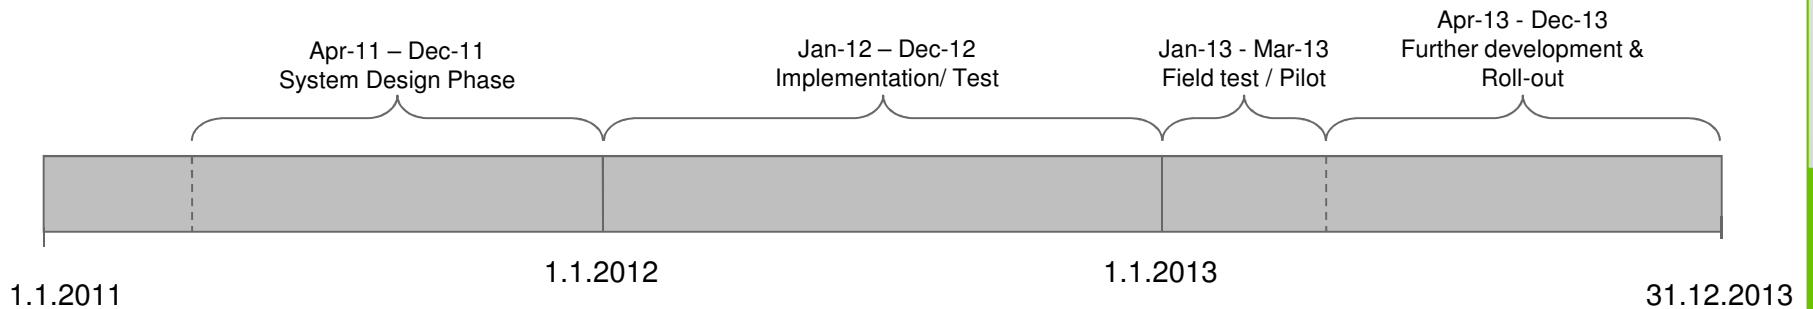 Apr-11 – Dec-11
System Design Phase
Jan-12 – Dec-12
Implementation/ Test
Jan-13 - Mar-13
Field test / Pilot
Apr-13 - Dec-13
Further development &
Roll-out
1.1.2011
1.1.2012
1.1.2013
31.12.2013